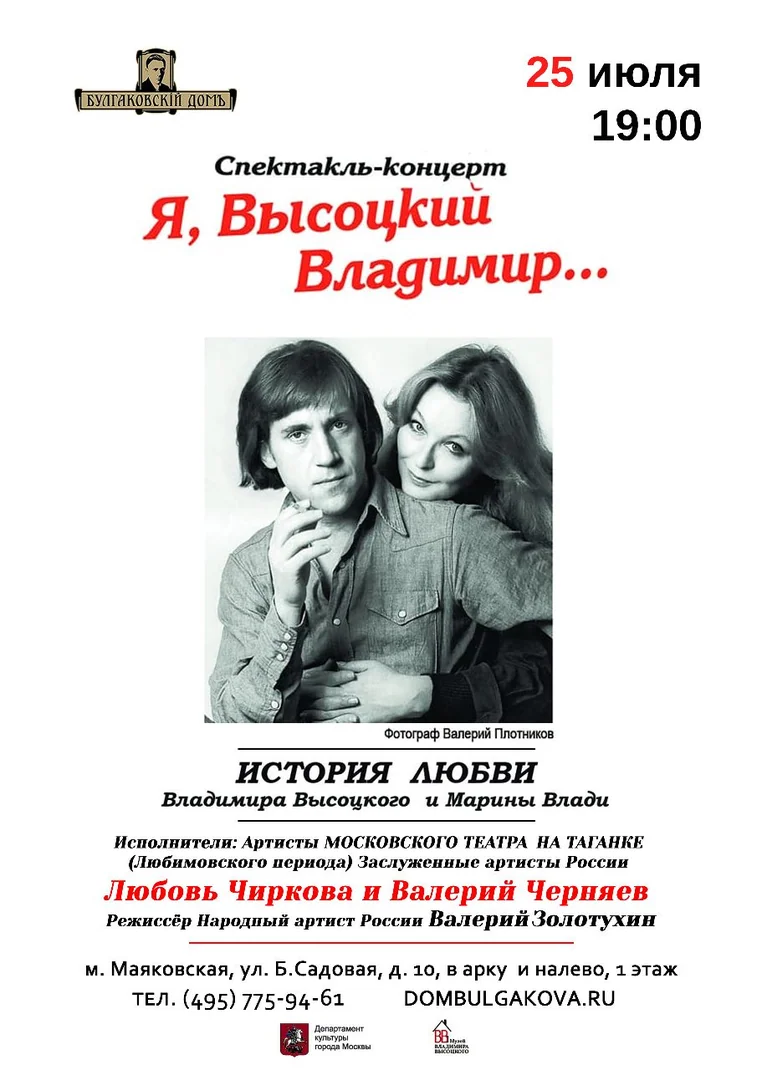 БУЛГАКОВСКIЙ ДОМЪ
25 июля
19:00
Спектакль-концерт
Я, Высоцкий
Владимир...
Фотограф Валерий Плотников
ИСТОРИЯ ЛЮБВИ
Владимира Высоцкого и Марины Влади
Исполнители: Артисты МОСКОВСКОГО ТЕАТРА НА ТАГАНКЕ
(Любимовского периода) Заслуженные артисты России
Любовь Чиркова и Валерий Черняев
Режиссёр Народный артист России Валерий Золотухин
м. Маяковская, ул. Б.Садовая, д. 10, в арку и налево, 1 этаж
ТЕЛ. (495) 775-94-61 DOMBULGAKOVA.RU
Департамент
культуры
города Москвы
ВВ Музей
ВЛАДИМИРА
ВЫСОЦКОГО